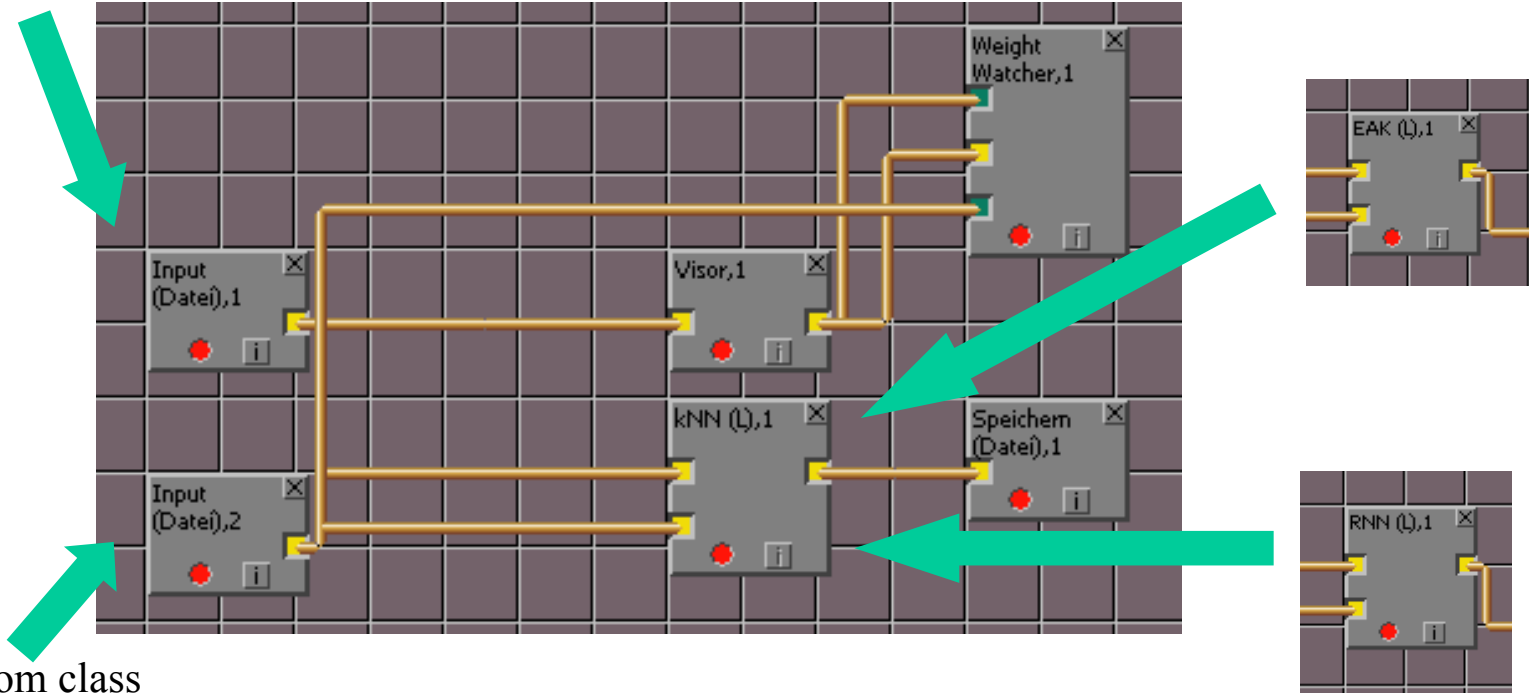 Weight
Watcher,1
i
EAK (L),1
i
Input
(Datei),1
i
Visor,1
i
kNN (L),1
i
Speichern
(Datei),1
i
Input
(Datei),2
i
RNN (L),1
i
class